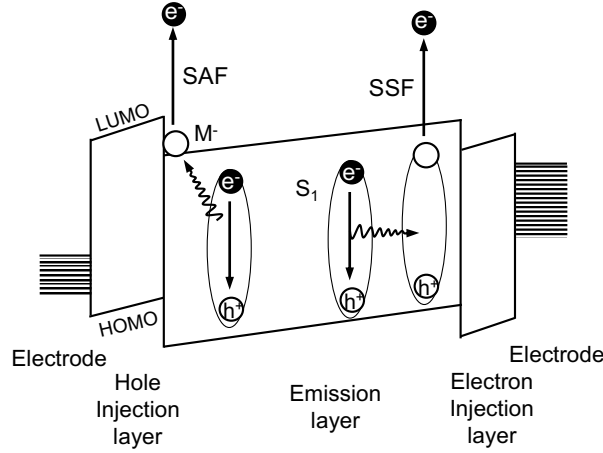 e-
e-
SAF
SSF
LUMO
M-
e-
S1
e-
h+
h+
h+
HOMO
Electrode
Hole
Injection
layer
Emission
layer
Electron
Injection
layer
Electrode